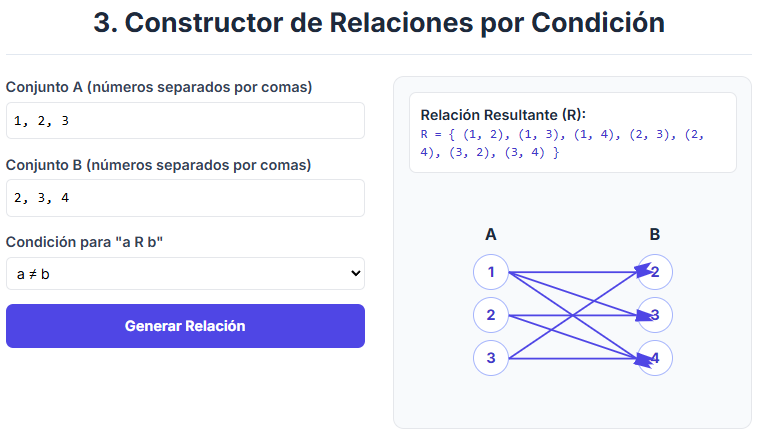 3. Constructor de Relaciones por Condición
Conjunto A (números separados por comas)
1, 2, 3
Conjunto B (números separados por comas)
2, 3, 4
Condición para "a R b"
a ≠ b
Generar Relación
Relación Resultante (R):
R = { (1, 2), (1, 3), (1, 4), (2, 3), (2,
4), (3, 2), (3, 4) }
A B
1 2
2 3
3 4